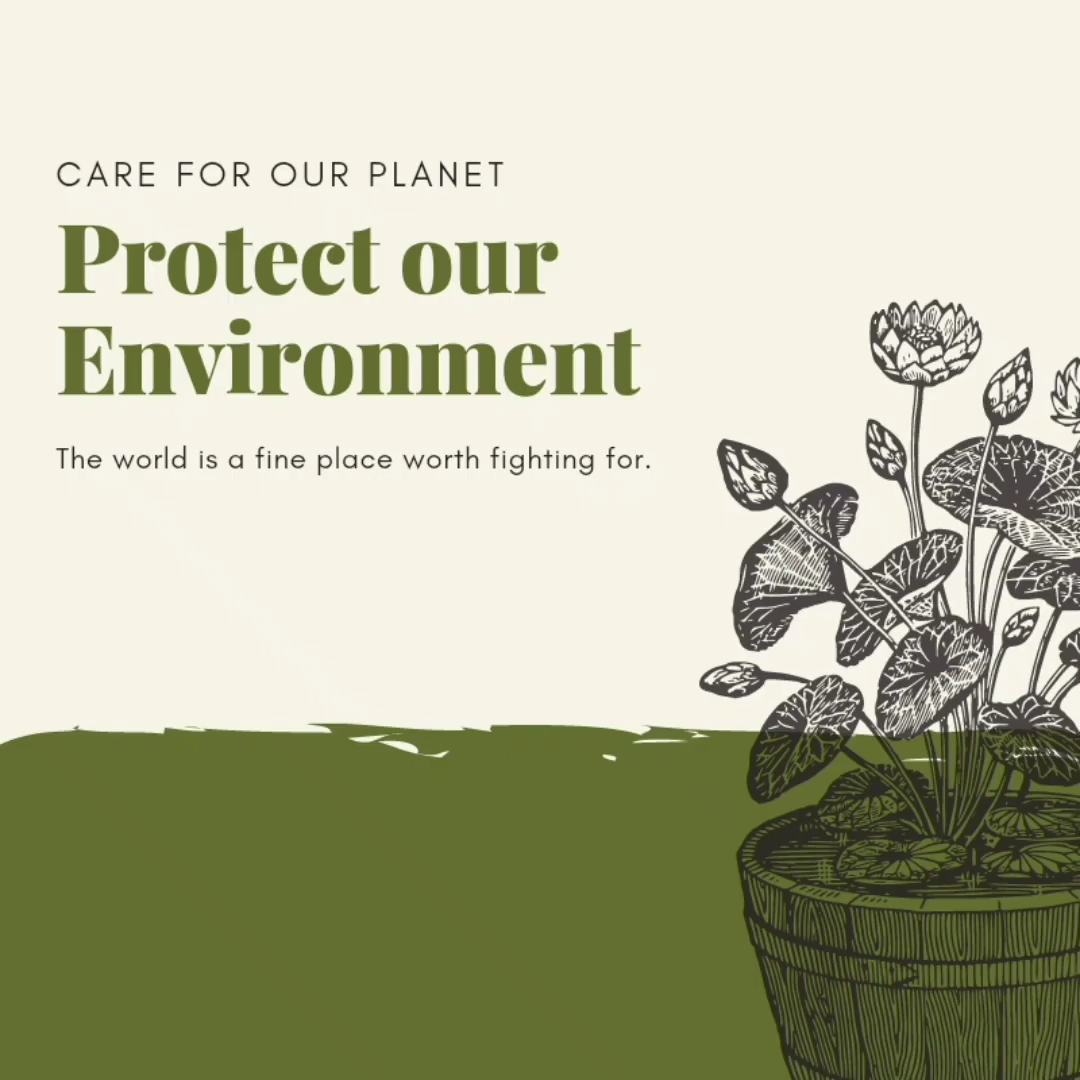 CARE FOR OUR PLANET
Protect our
Environment
The world is a fine place worth fighting for.